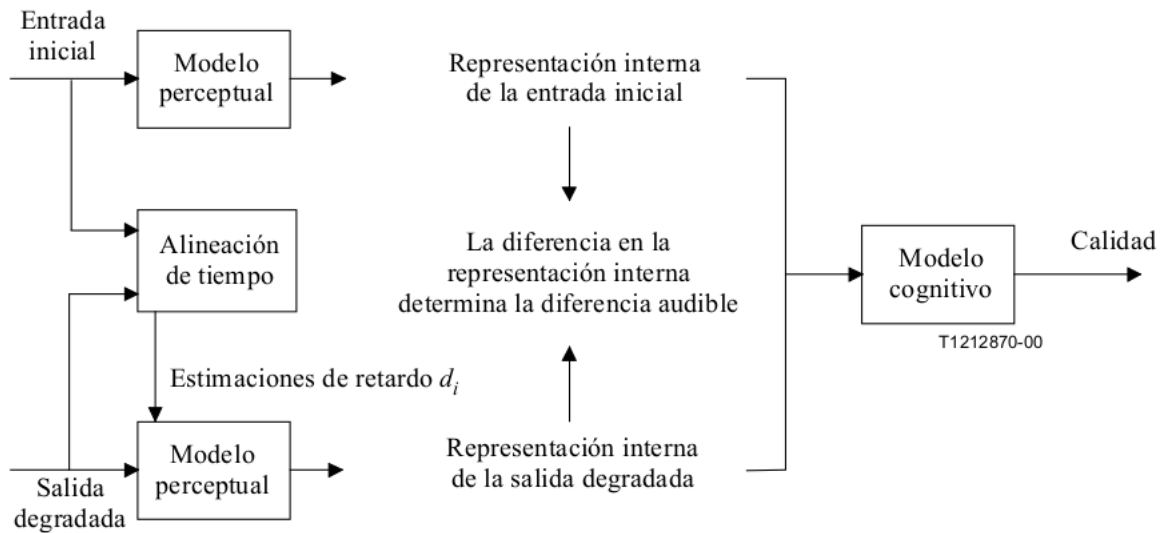 Entrada
inicial
Modelo
perceptual
Representación interna
de la entrada inicial
Alineación
de tiempo
La diferencia en la
representación interna
determina la diferencia audible
Modelo
cognitivo
Calidad
T1212870-00
Estimaciones de retardo d_i
Modelo
perceptual
Representación interna
de la salida degradada
Salida
degradada